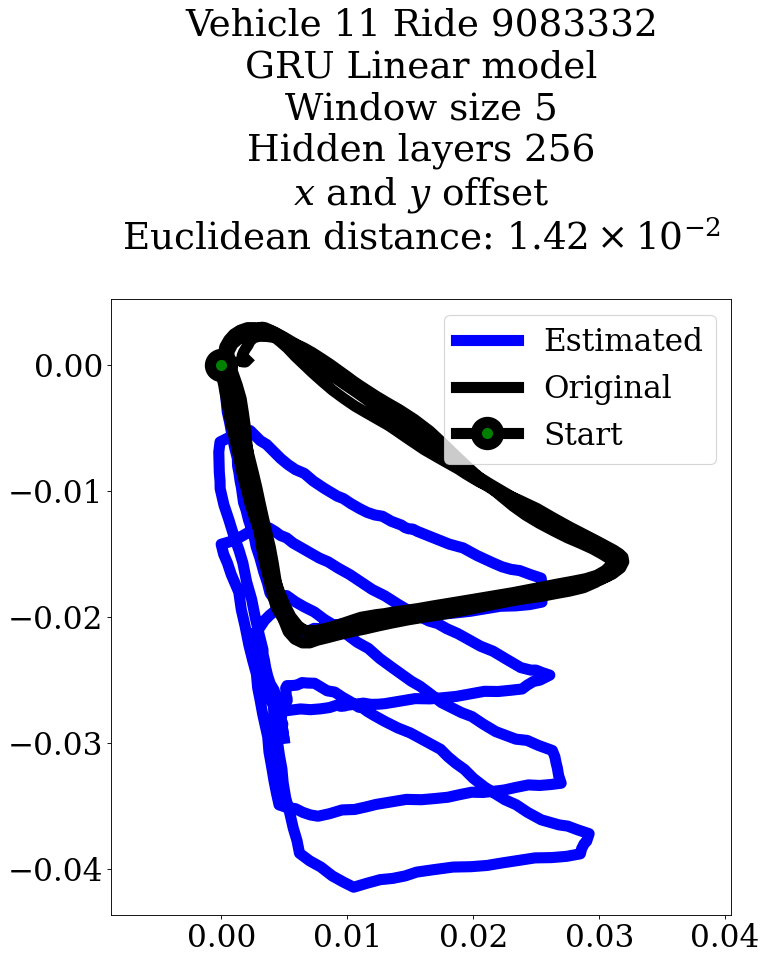 Vehicle 11 Ride 9083332
GRU Linear model
Window size 5
Hidden layers 256
x and y offset
Euclidean distance: 1.42 × 10⁻²
Estimated
Original
Start
0.00
−0.01
−0.02
−0.03
−0.04
0.00 0.01 0.02 0.03 0.04